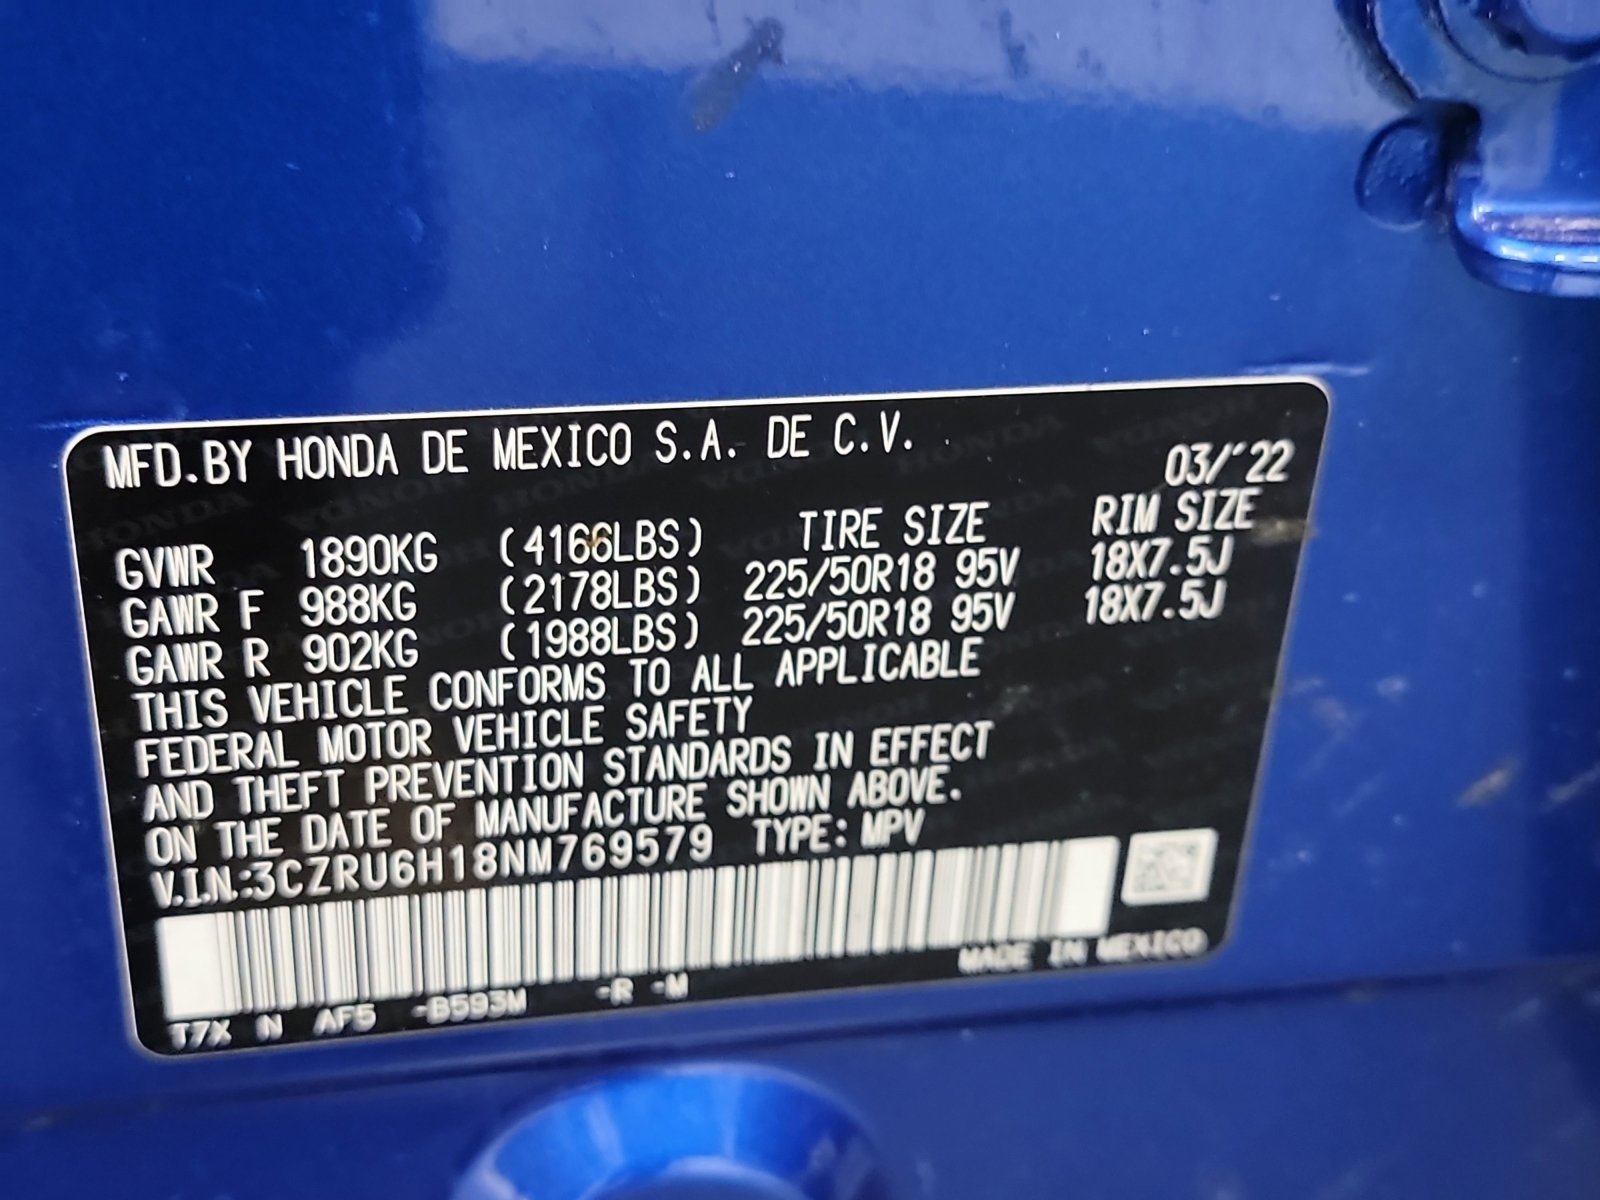 MFD.BY HONDA DE MEXICO S.A. DE C.V.
03/'22
TIRE SIZE RIM SIZE
GVWR 1890KG (4166LBS)
GAWR F 988KG (2178LBS) 225/50R18 95V 18X7.5J
GAWR R 902KG (1988LBS) 225/50R18 95V 18X7.5J
THIS VEHICLE CONFORMS TO ALL APPLICABLE
FEDERAL MOTOR VEHICLE SAFETY
AND THEFT PREVENTION STANDARDS IN EFFECT
ON THE DATE OF MANUFACTURE SHOWN ABOVE.
V.I.N.:3CZRU6H18NM769579 TYPE: MPV
MADE IN MEXICO
T7X N AF5 -B593M -R -M